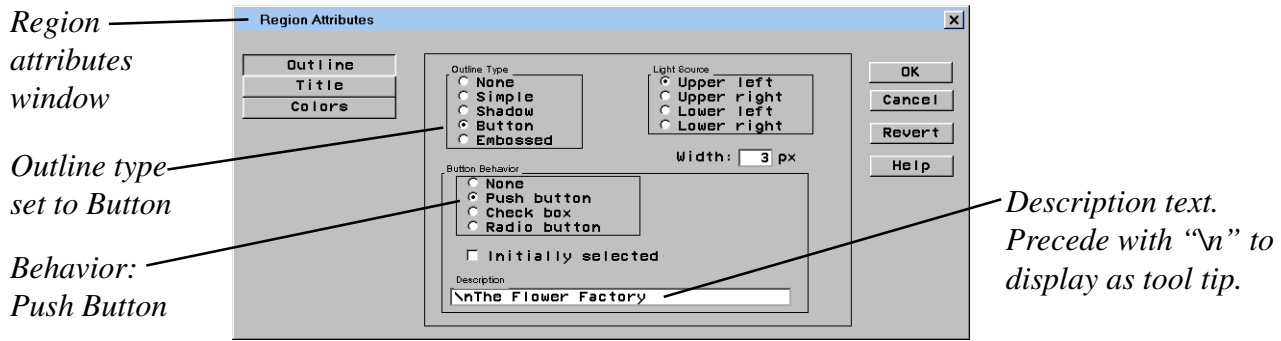 Region
attributes
window
Outline type
set to Button
Behavior:
Push Button
Region Attributes
Outline
Title
Colors
Outline Type
None
Simple
Shadow
Button
Embossed
Light Source
Upper left
Upper right
Lower left
Lower right
Width: 3 px
Button Behavior
None
Push button
Check box
Radio button
Initially selected
Description
\nThe Flower Factory
OK
Cancel
Revert
Help
Description text.
Precede with “\n” to
display as tool tip.